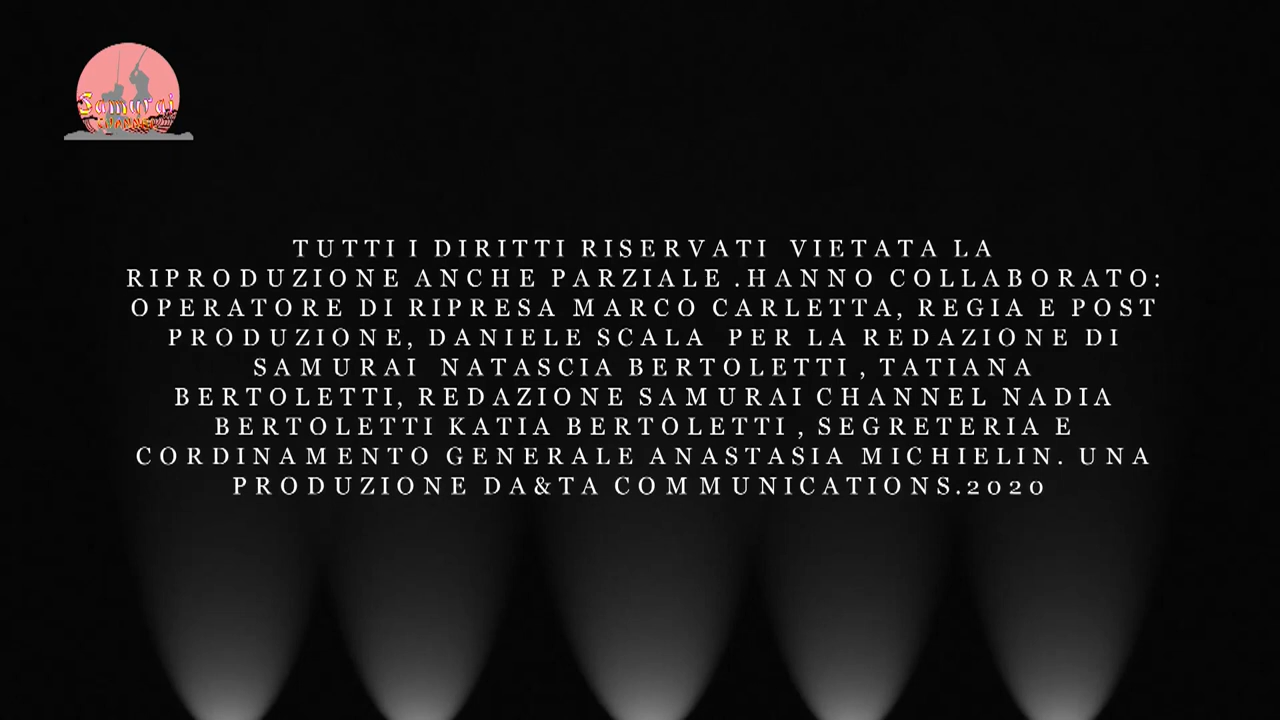 Samurai
TUTTI I DIRITTI RISERVATI VIETATA LA
RIPRODUZIONE ANCHE PARZIALE .HANNO COLLABORATO:
OPERATORE DI RIPRESA MARCO CARLETTA, REGIA E POST
PRODUZIONE, DANIELE SCALA PER LA REDAZIONE DI
SAMURAI NATASCIA BERTOLETTI , TATIANA
BERTOLETTI, REDAZIONE SAMURAI CHANNEL NADIA
BERTOLETTI KATIA BERTOLETTI , SEGRETERIA E
CORDINAMENTO GENERALE ANASTASIA MICHIELIN. UNA
PRODUZIONE DA&TA COMMUNICATIONS.2020